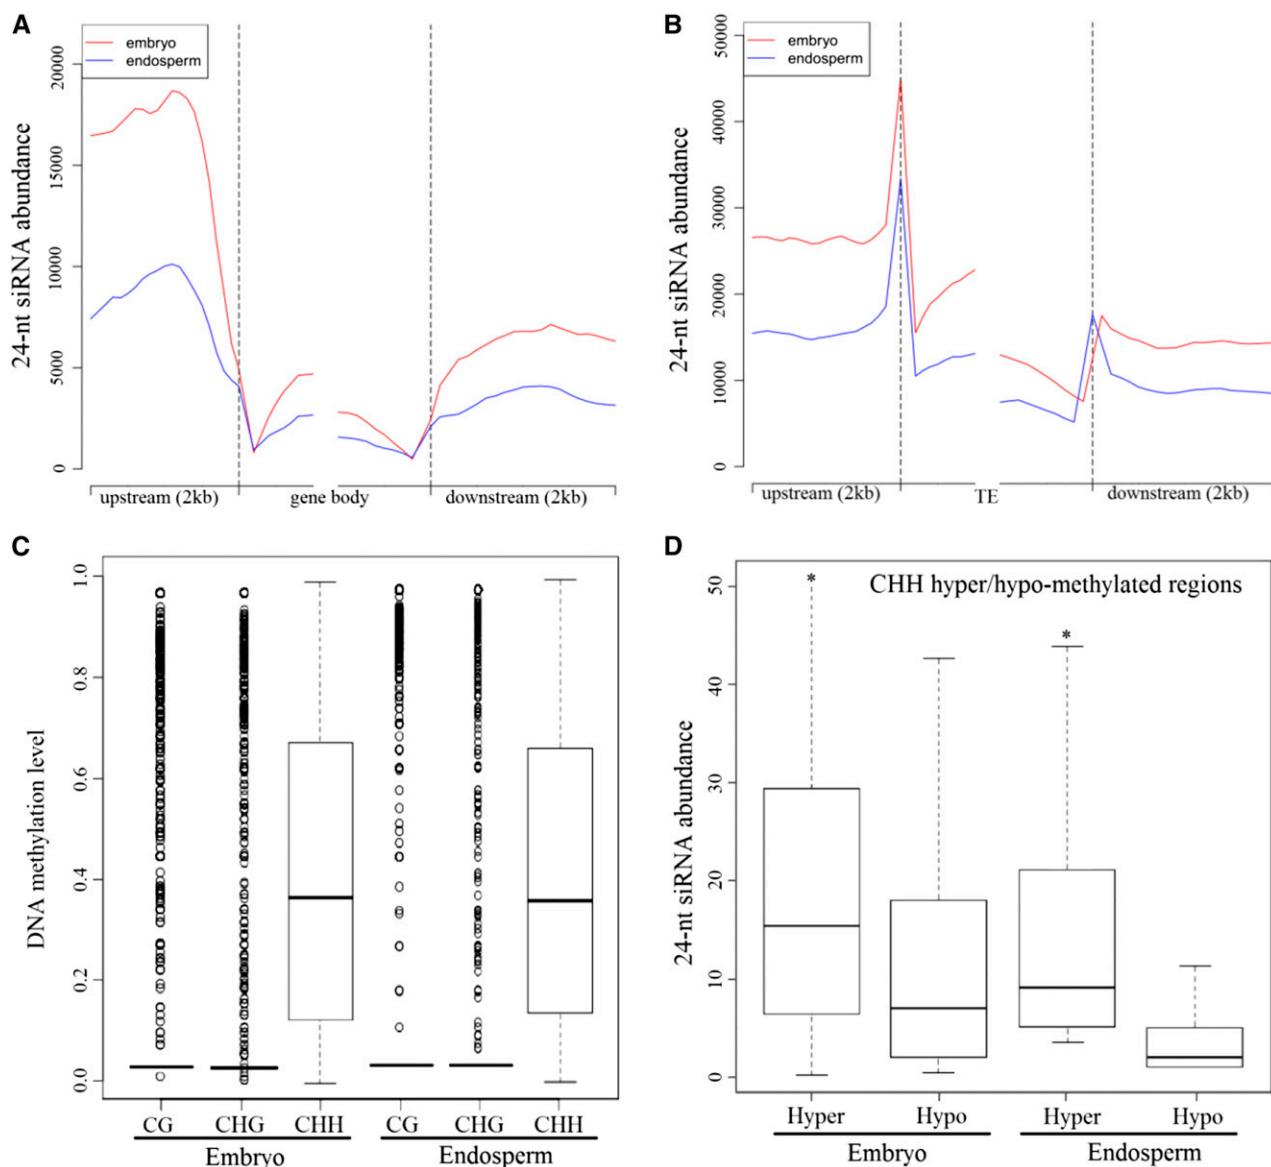 A
embryo
endosperm
24-nt siRNA abundance
20000
15000
10000
5000
0
upstream (2kb)
gene body
downstream (2kb)
B
embryo
endosperm
24-nt siRNA abundance
50000
40000
30000
20000
10000
0
upstream (2kb)
TE
downstream (2kb)
C
DNA methylation level
1.0
0.8
0.6
0.4
0.2
0.0
CG CHG CHH CG CHG CHH
Embryo Endosperm
D
CHH hyper/hypo-methylated regions
24-nt siRNA abundance
50
40
30
20
10
0
* *
Hyper Hypo Hyper Hypo
Embryo Endosperm